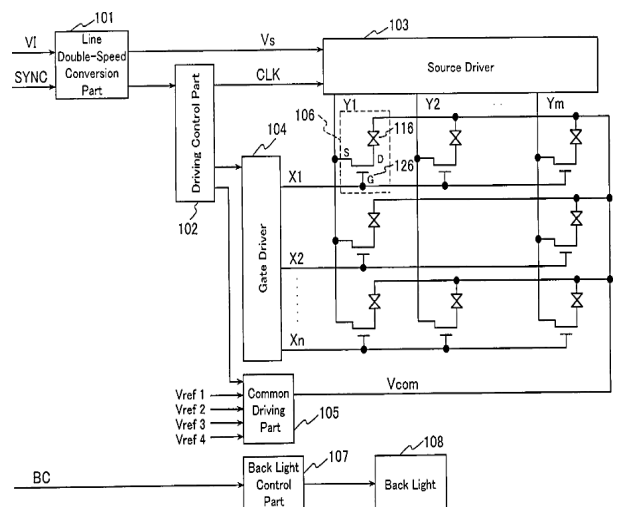 101
VI
Line
Double-Speed
Conversion
Part
SYNC
Vs
103
Source Driver
CLK
Driving Control Part
102
104
Gate Driver
106
Y1
Y2
Ym
116
S
D
G
126
X1
X2
Xn
Vref 1
Vref 2
Vref 3
Vref 4
Common
Driving
Part
105
Vcom
BC
Back Light
Control
Part
107
108
Back Light